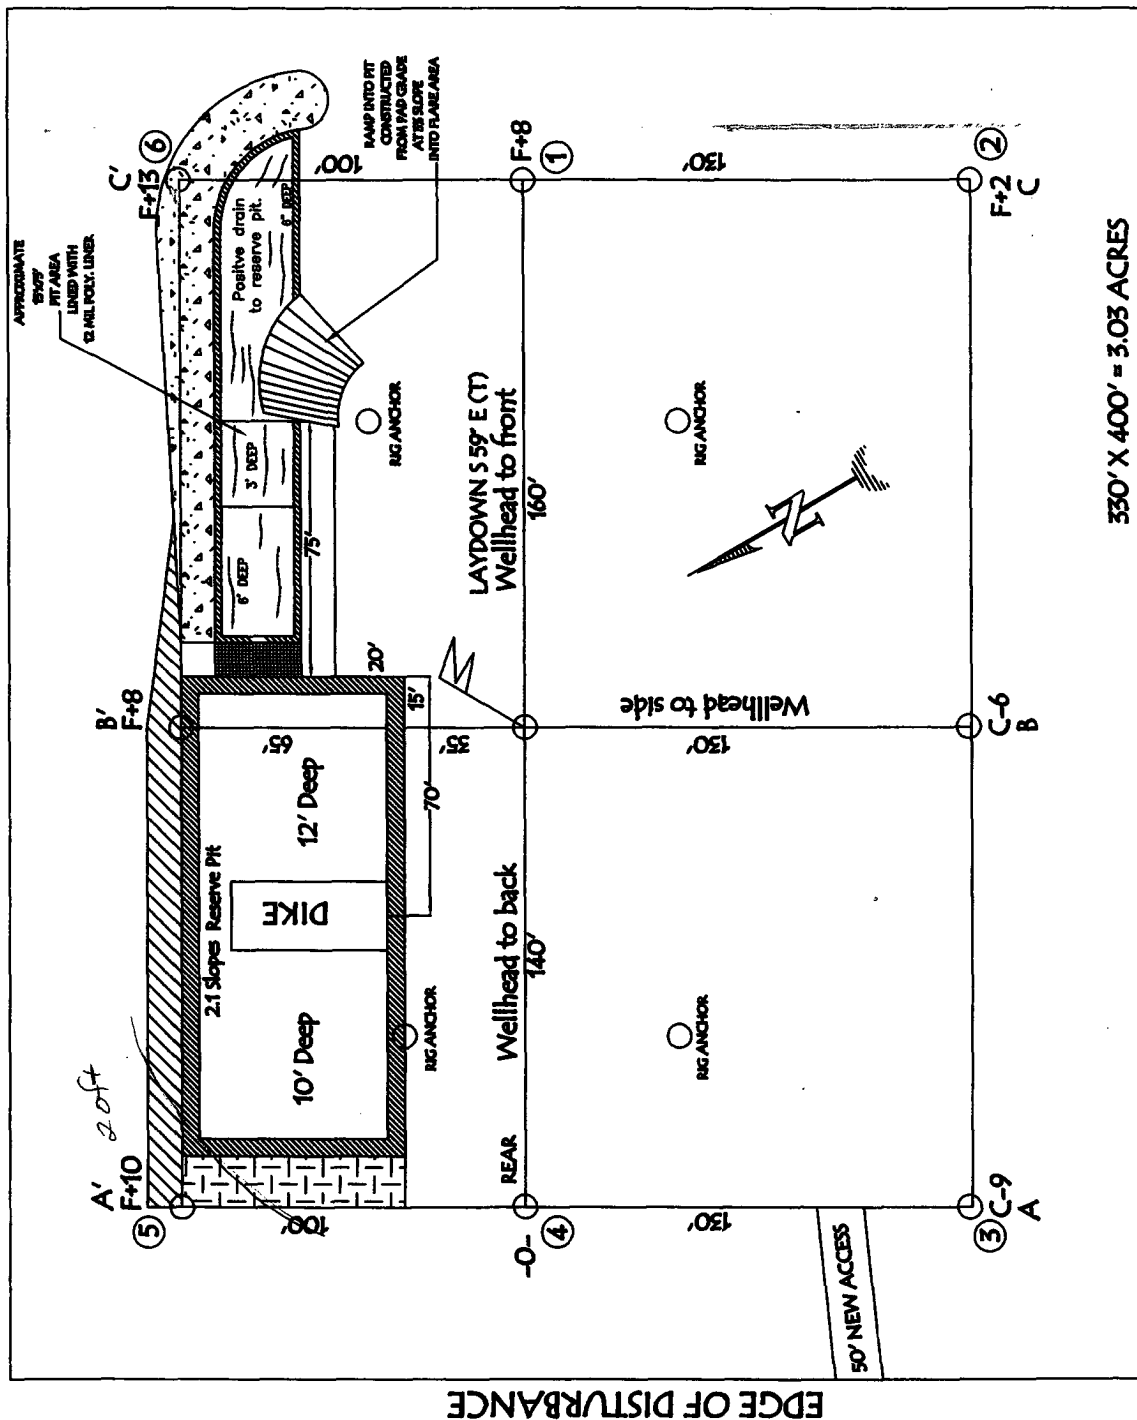 APPROXIMATE
15'x75'
PIT AREA
LINED WITH
12 MIL POLY. LINER
C'
F+13
6
RAMP INTO PIT
CONSTRUCTED
FROM PAD GRADE
INTO FLARE AREA
Positve drain
to reserve pit.
6" DEEP
3' DEEP
6' DEEP
75'
100'
F+8
1
130'
2
F+2
C
RIG ANCHOR
RIG ANCHOR
LAYDOWN S 59° E (T)
Wellhead to front
160'
N
B'
F+8
65'
35'
20'
15'
70'
Wellhead to side
130'
C-6
B
2.1 Slopes Reserve Pit
12' Deep
DIKE
10' Deep
RIG ANCHOR
RIG ANCHOR
Wellhead to back
140'
REAR
A'
F+10
2 oft
5
100'
-0-
4
130'
3
C-9
A
50' NEW ACCESS
330' X 400' = 3.03 ACRES
EDGE OF DISTURBANCE